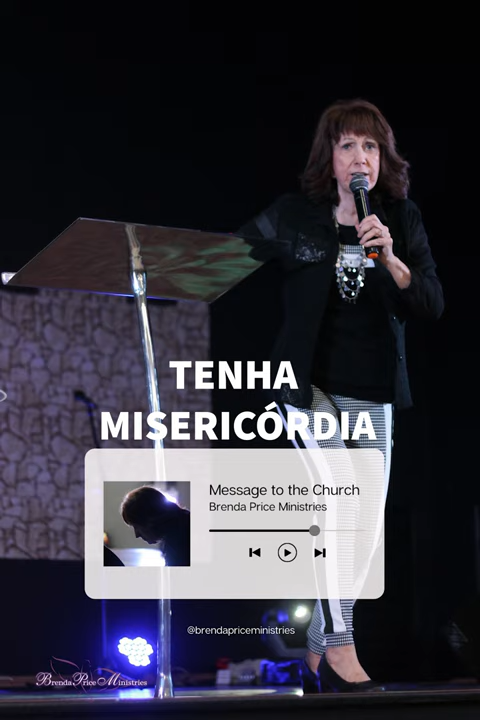 TENHA
MISERICÓRDIA
Message to the Church
Brenda Price Ministries
@brendapriceministries
Brenda Price Ministries